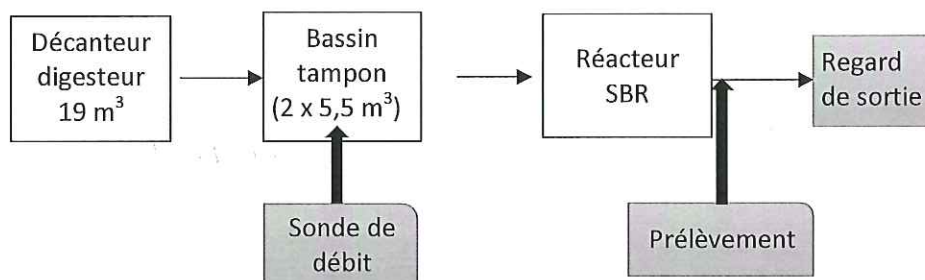 Décanteur
digesteur
19 m³
Bassin
tampon
(2 x 5,5 m³)
Réacteur
SBR
Regard
de sortie
Sonde de
débit
Prélèvement